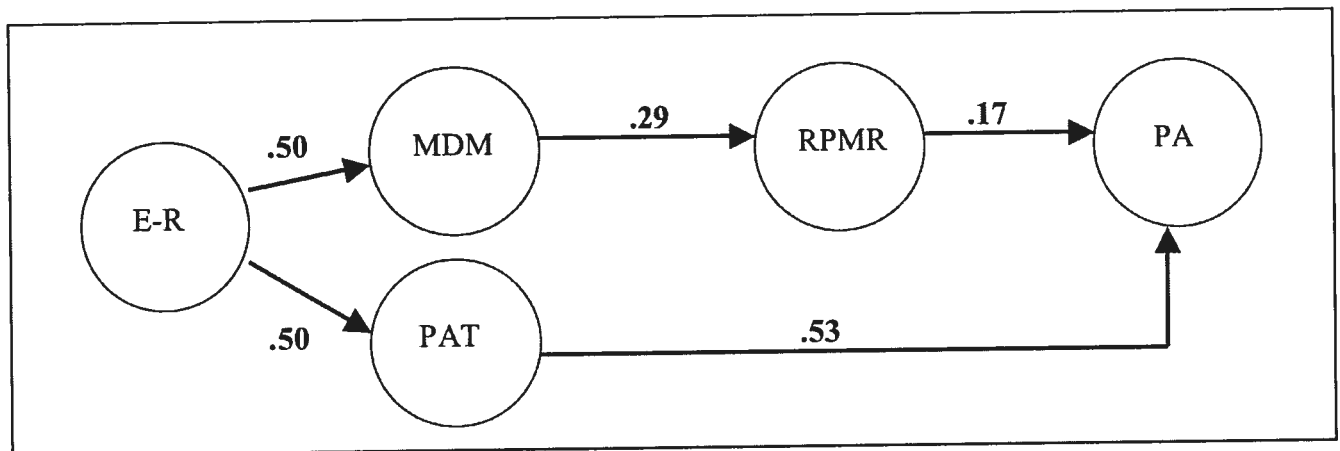 .50
MDM
.29
RPMR
.17
PA
E-R
.50
PAT
.53